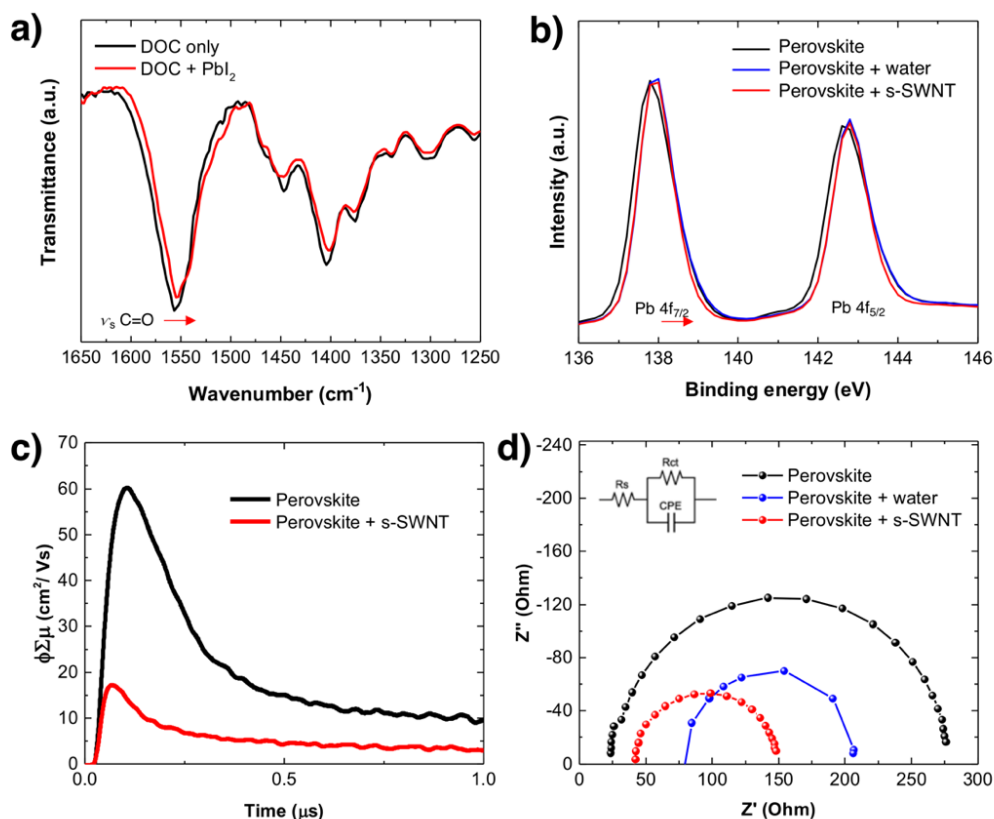 a)
DOC only
DOC + PbI2
Transmittance (a.u.)
νs C=O
1650 1600 1550 1500 1450 1400 1350 1300 1250
Wavenumber (cm-1)
b)
Perovskite
Perovskite + water
Perovskite + s-SWNT
Intensity (a.u.)
Pb 4f7/2
Pb 4f5/2
136 138 140 142 144 146
Binding energy (eV)
c)
70
60
50
40
30
20
10
0
Perovskite
Perovskite + s-SWNT
ϕΣμ (cm2/ Vs)
0.0 0.5 1.0
Time (μs)
d)
-240
-200
-160
-120
-80
-40
0
Rct
Rs
CPE
Perovskite
Perovskite + water
Perovskite + s-SWNT
Z'' (Ohm)
0 50 100 150 200 250 300
Z' (Ohm)